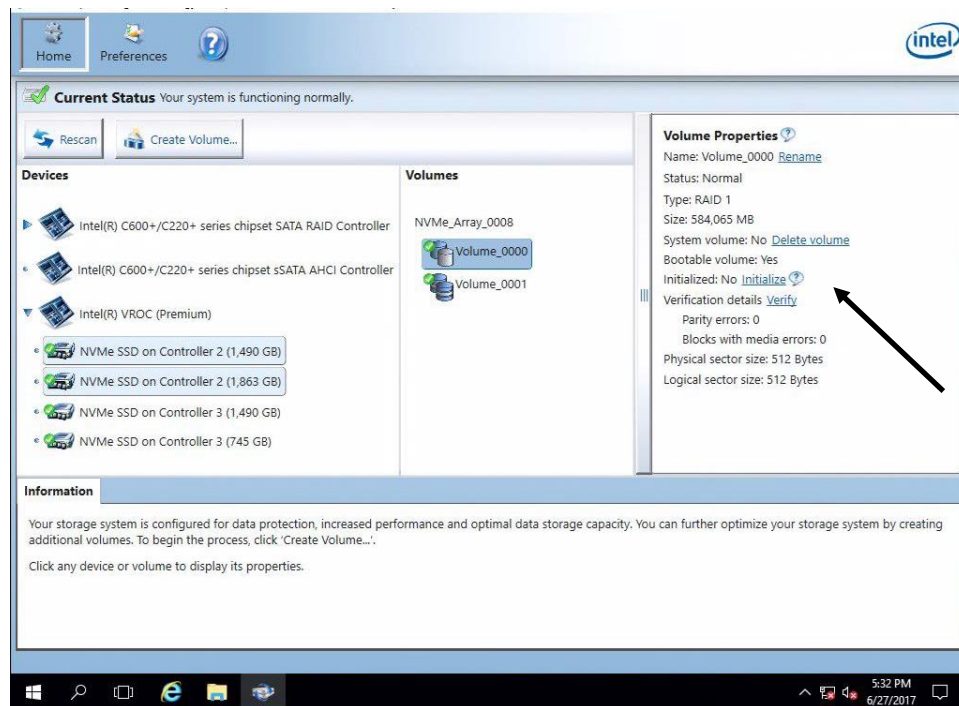 Home
Preferences
?
intel
Current Status Your system is functioning normally.
Rescan
Create Volume...
Devices
Intel(R) C600+/C220+ series chipset SATA RAID Controller
Intel(R) C600+/C220+ series chipset sSATA AHCI Controller
Intel(R) VROC (Premium)
NVMe SSD on Controller 2 (1,490 GB)
NVMe SSD on Controller 2 (1,863 GB)
NVMe SSD on Controller 3 (1,490 GB)
NVMe SSD on Controller 3 (745 GB)
Volumes
NVMe_Array_0008
Volume_0000
Volume_0001
Volume Properties ?
Name: Volume_0000 Rename
Status: Normal
Type: RAID 1
Size: 584,065 MB
System volume: No Delete volume
Bootable volume: Yes
Initialized: No Initialize ?
Verification details Verify
Parity errors: 0
Blocks with media errors: 0
Physical sector size: 512 Bytes
Logical sector size: 512 Bytes
Information
Your storage system is configured for data protection, increased performance and optimal data storage capacity. You can further optimize your storage system by creating
additional volumes. To begin the process, click 'Create Volume...'.
Click any device or volume to display its properties.
5:32 PM
6/27/2017